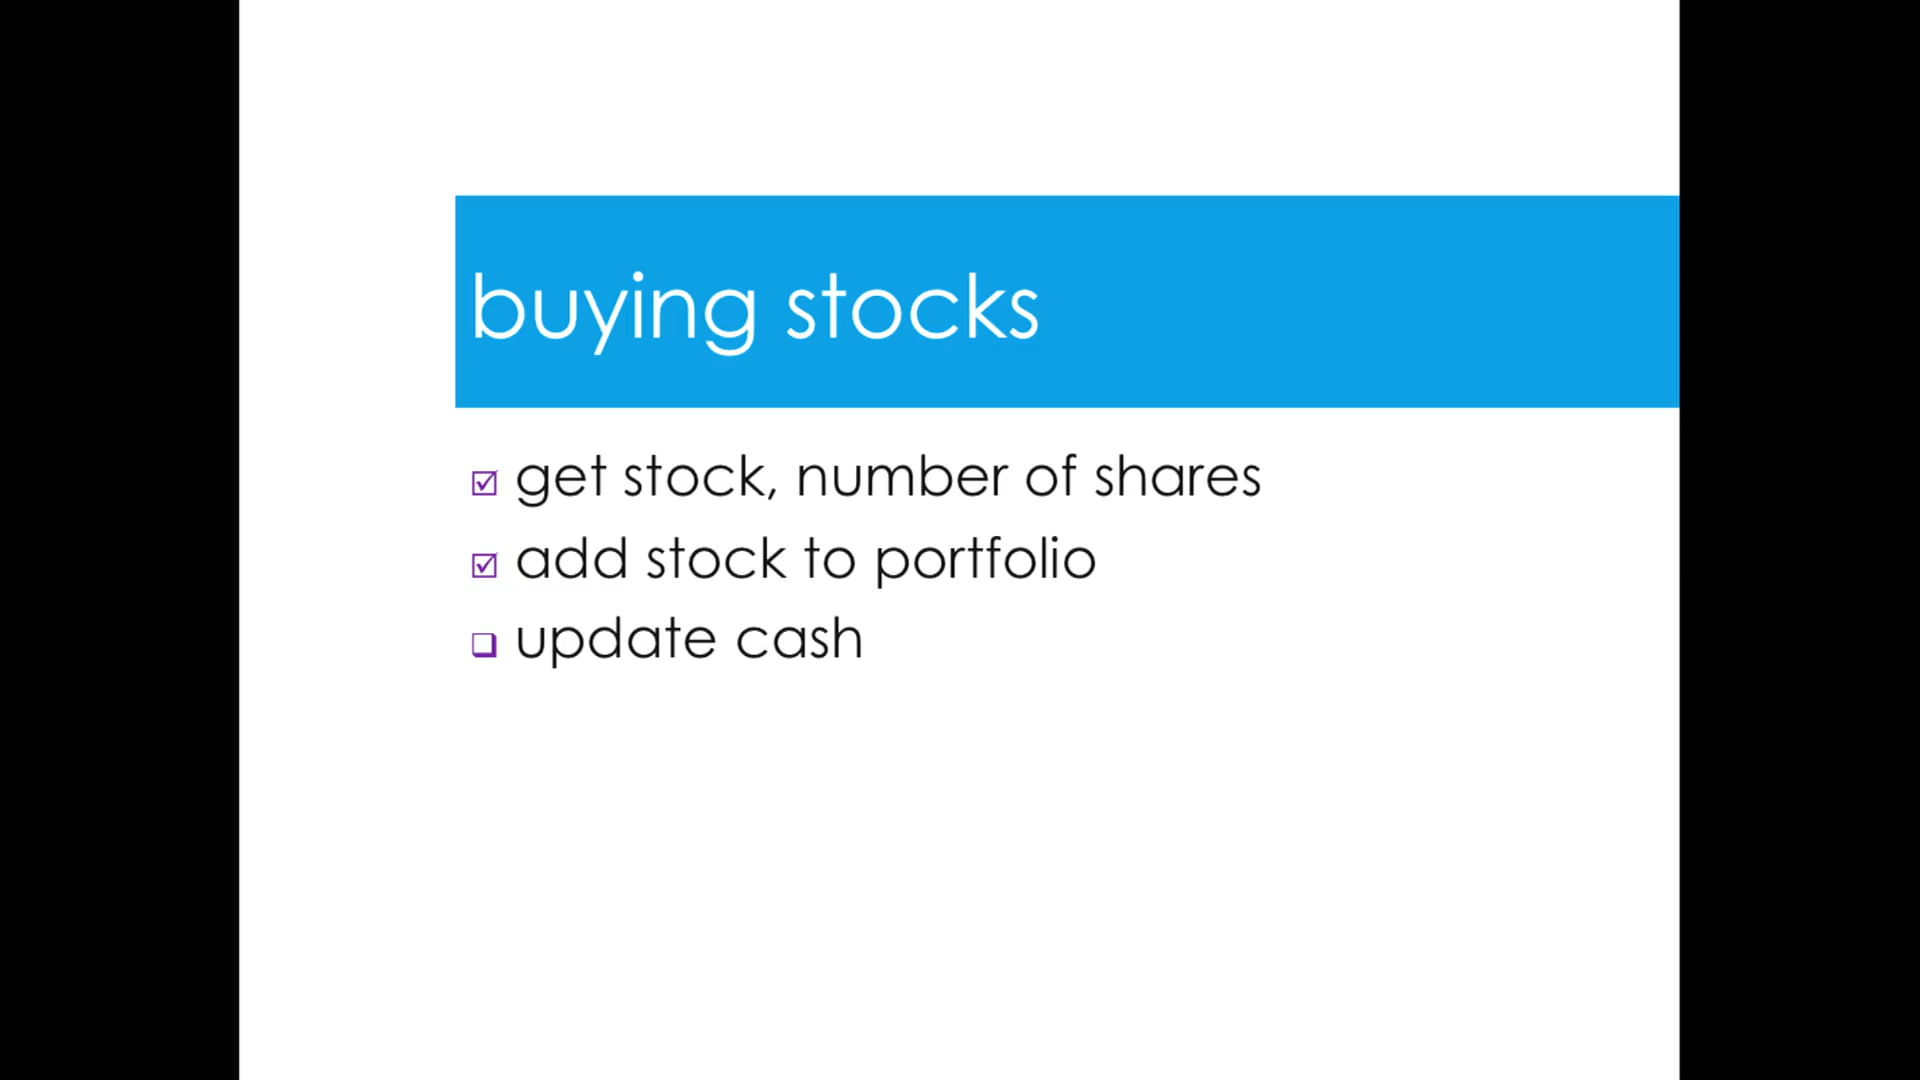 buying stocks
get stock, number of shares
add stock to portfolio
update cash